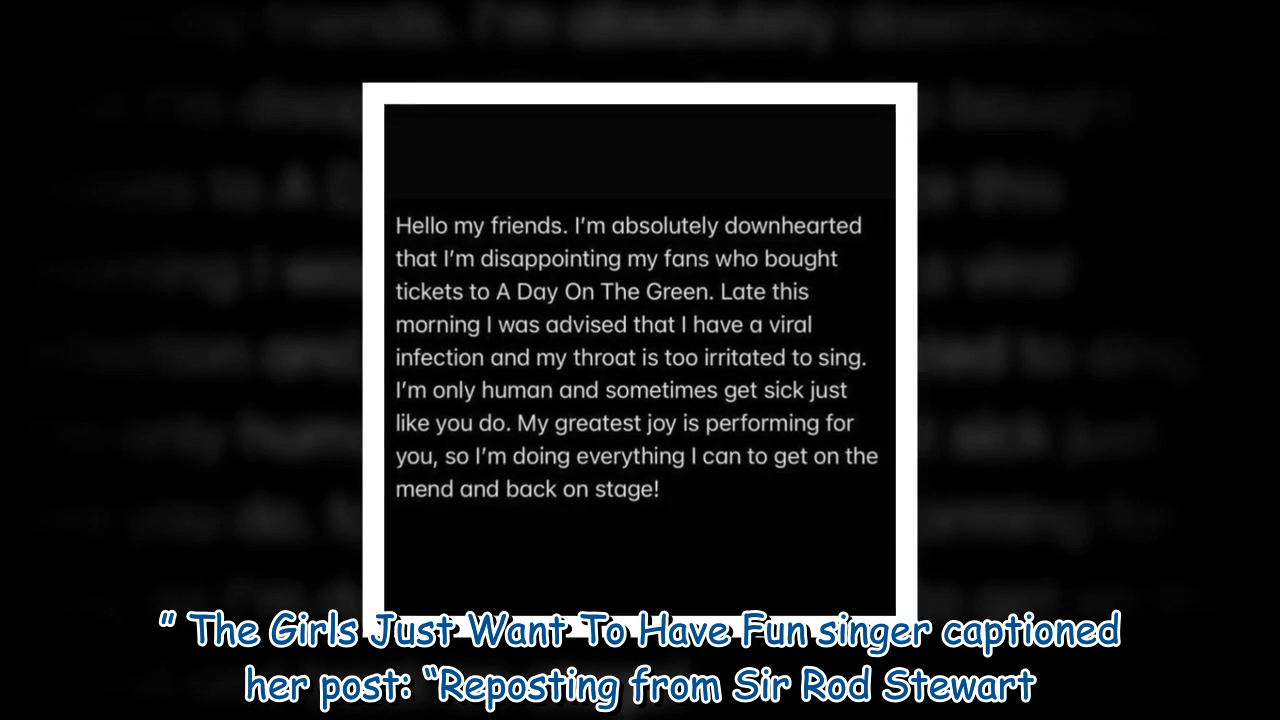 Hello my friends. I'm absolutely downhearted
that I'm disappointing my fans who bought
tickets to A Day On The Green. Late this
morning I was advised that I have a viral
infection and my throat is too irritated to sing.
I'm only human and sometimes get sick just
like you do. My greatest joy is performing for
you, so I'm doing everything I can to get on the
mend and back on stage!
” The Girls Just Want To Have Fun singer captioned
her post: “Reposting from Sir Rod Stewart